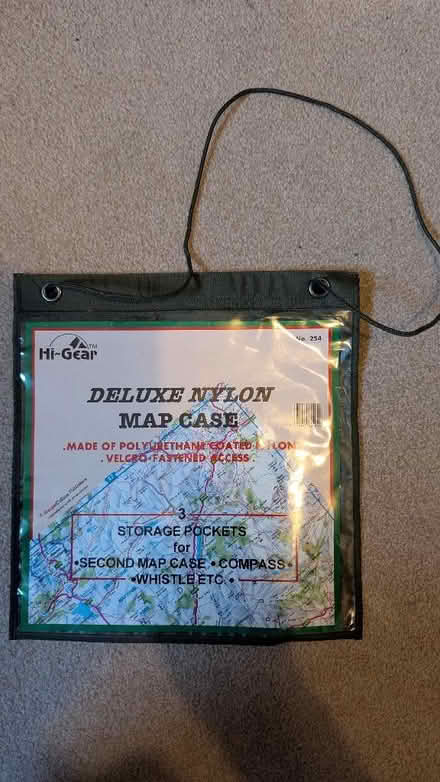 Hi-Gear™
No. 254
DELUXE NYLON
MAP CASE
.MADE OF POLYURETHANE COATED NYLON
.VELCRO FASTENED ACCESS
3
STORAGE POCKETS
for
•SECOND MAP CASE •COMPASS
•WHISTLE ETC. •